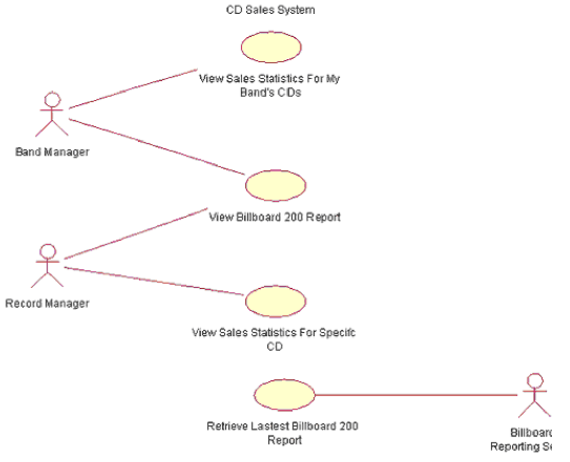 CD Sales System
View Sales Statistics For My
Band's CIDs
Band Manager
View Billboard 200 Report
Record Manager
View Sales Statistics For Specifc
CD
Retrieve Lastest Billboard 200
Report
Billboard
Reporting Se